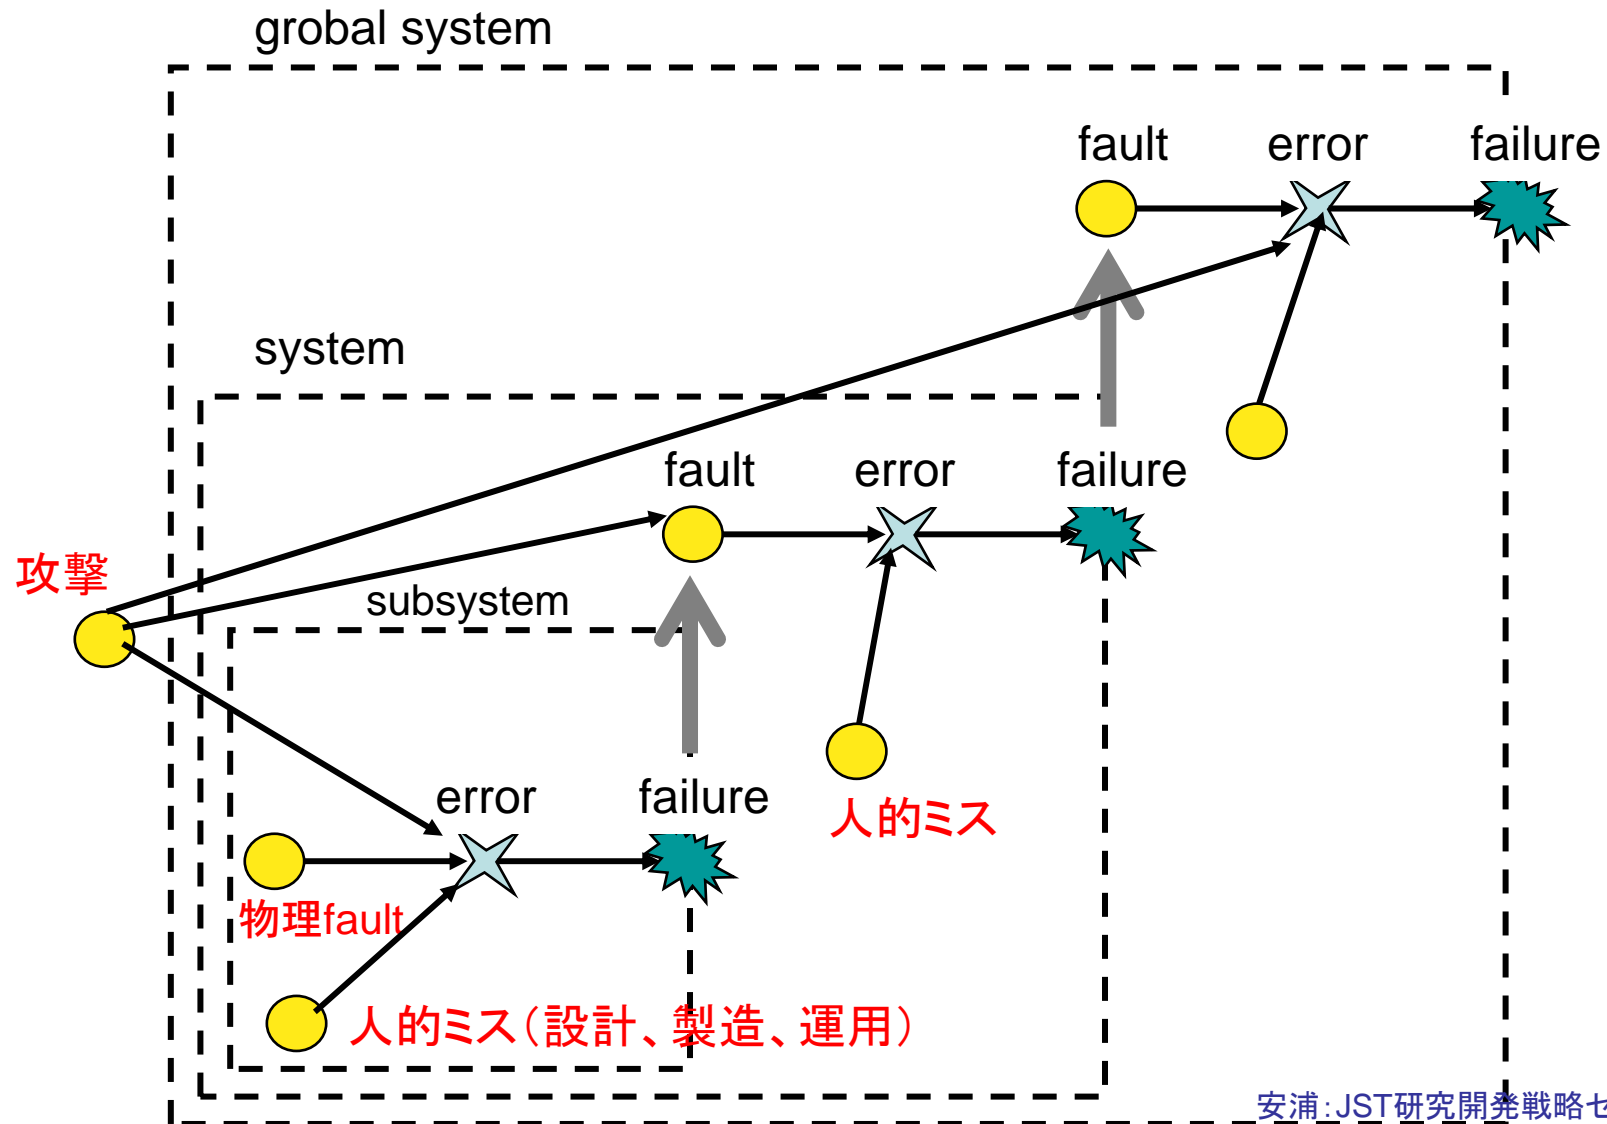 grobal system
fault error failure
system
fault error failure
攻撃
subsystem
error failure
人的ミス
物理fault
人的ミス（設計、製造、運用）
安浦：JST研究開発戦略セ